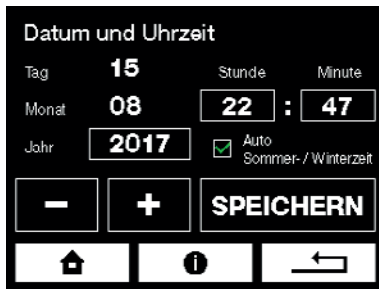 Datum und Uhrzeit
Tag 15 Stunde Minute
Monat 08 22 : 47
Jahr 2017 Auto
Sommer- / Winterzeit
− + SPEICHERN